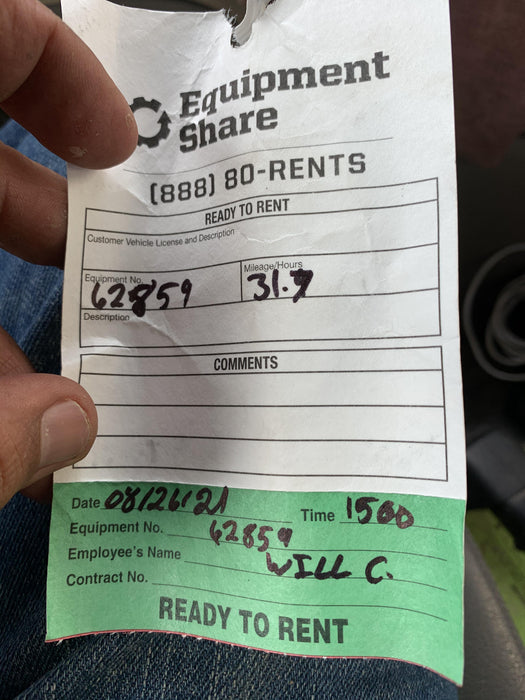 Equipment
Share
(888) 80-RENTS
READY TO RENT
Customer Vehicle License and Description
Equipment No.
62859
Mileage/Hours
31.7
Description
COMMENTS
Date 08/26/21 Time 1500
Equipment No. 62859
Employee's Name WILL C.
Contract No.
READY TO RENT